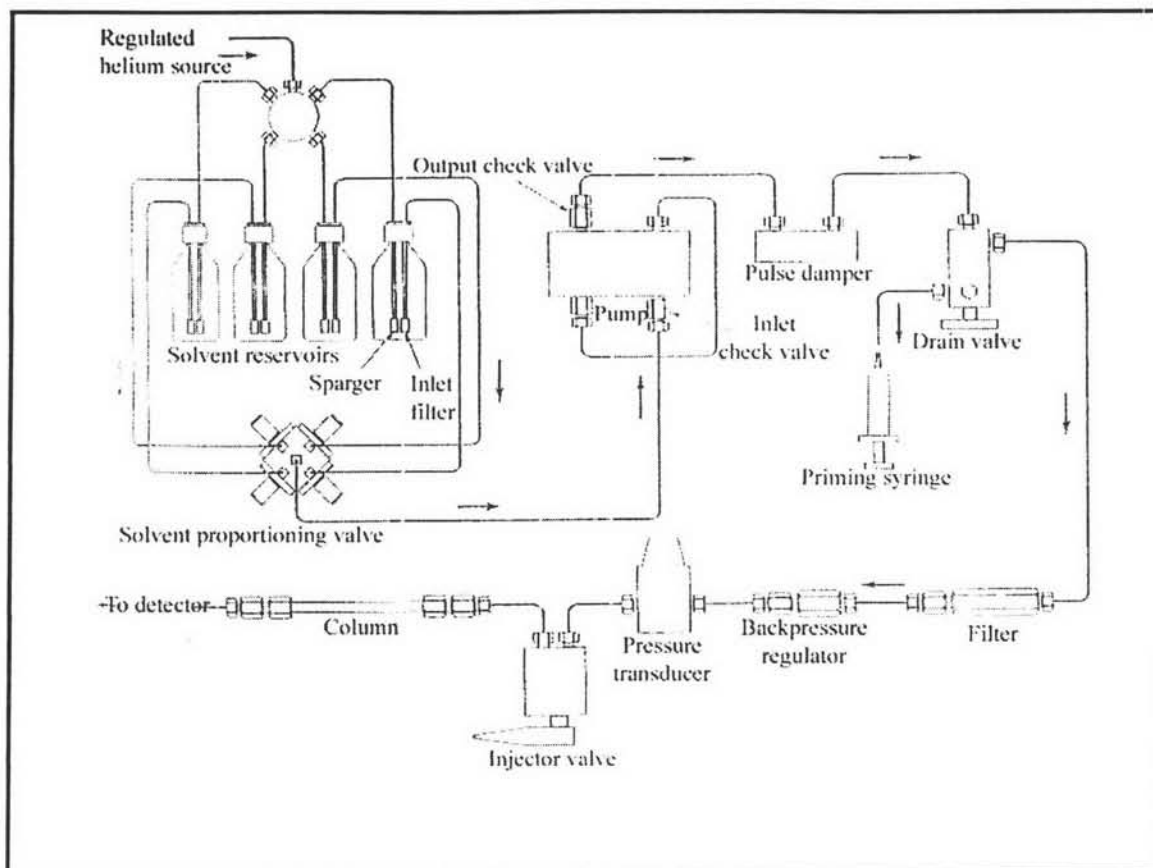 Regulated
helium source
Output check valve
Pulse damper
Pump
Inlet
check valve
Drain valve
Solvent reservoirs
Sparger
Inlet
filter
Priming syringe
Solvent proportioning valve
To detector
Column
Pressure
transducer
Backpressure
regulator
Filter
Injector valve